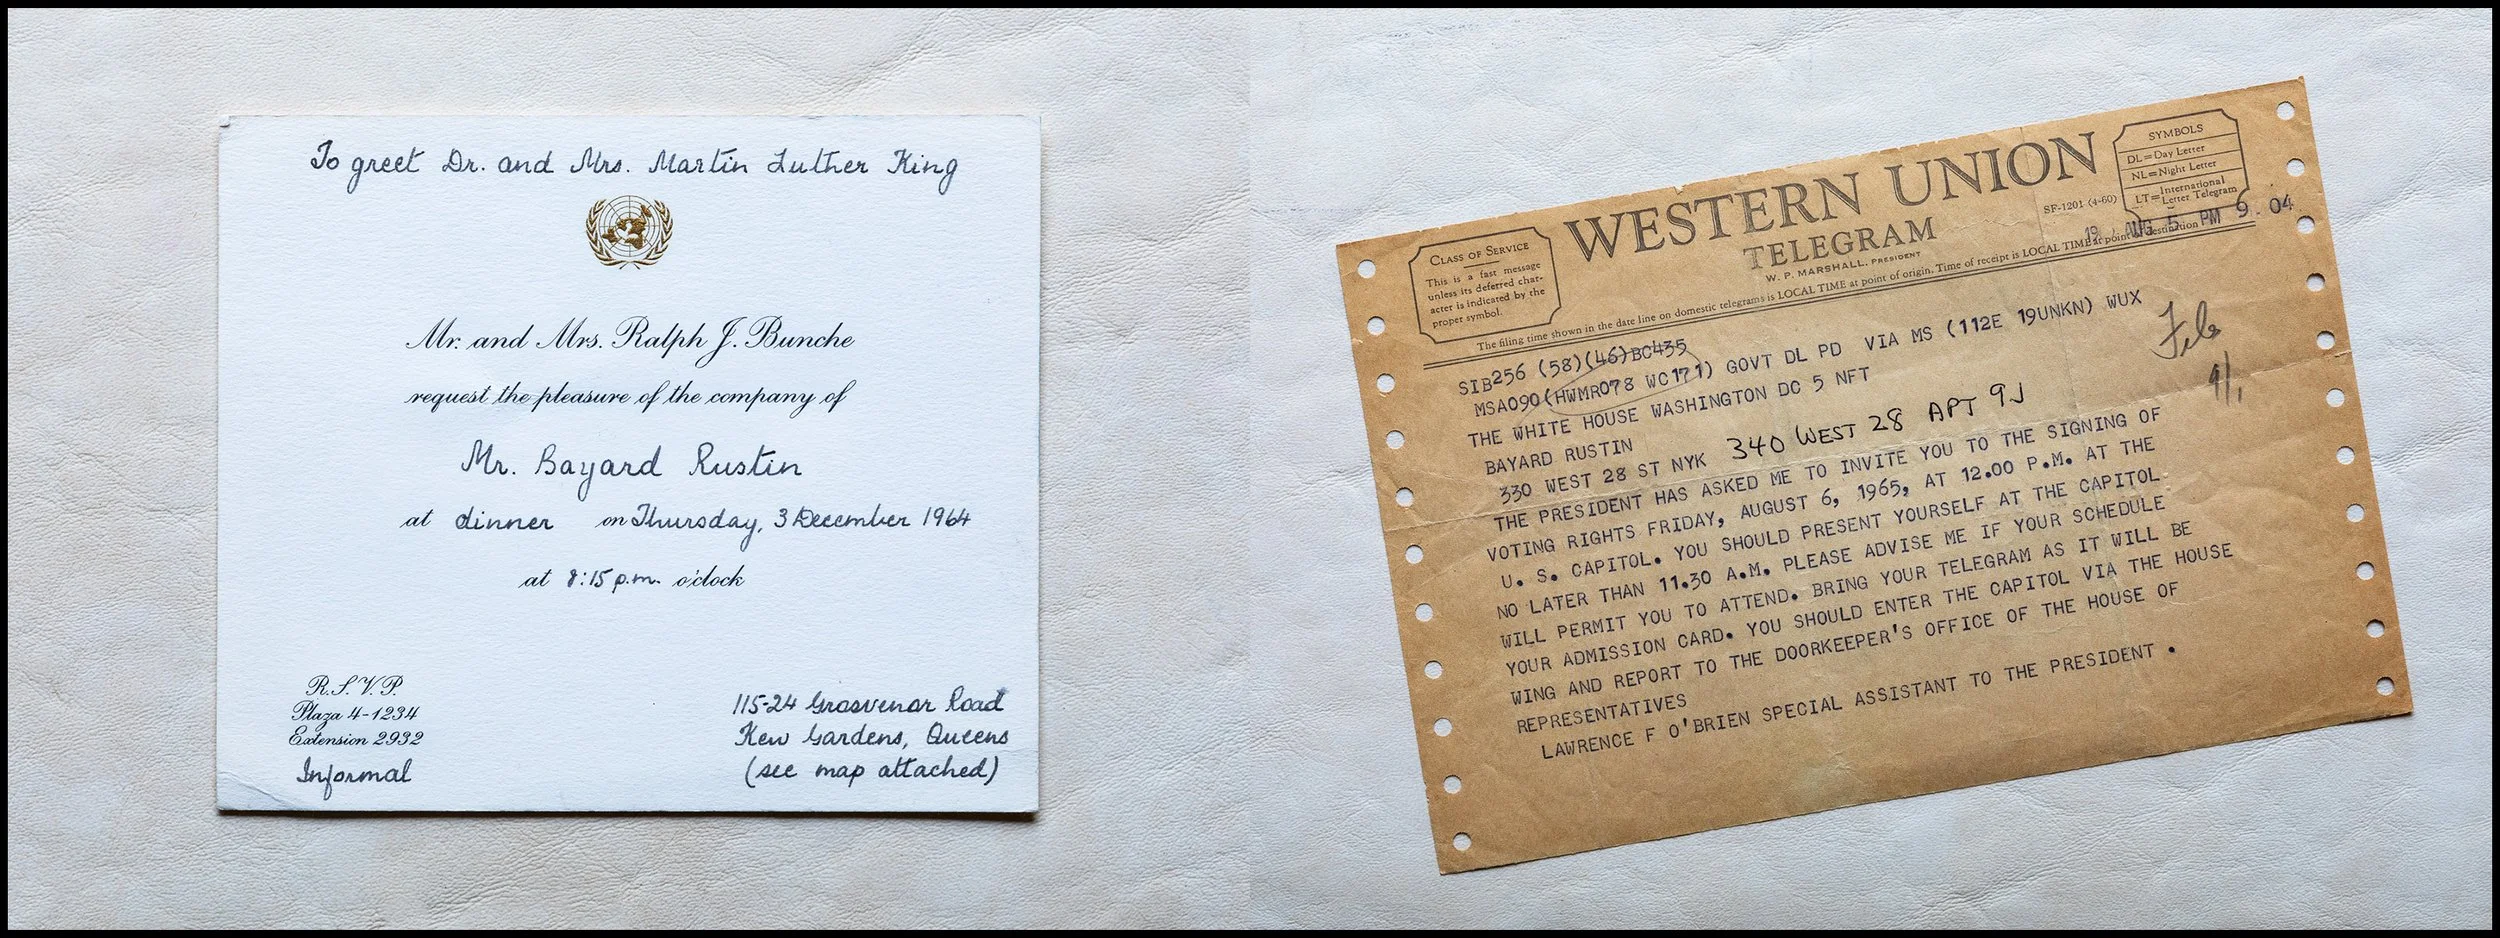 To greet Dr. and Mrs. Martin Luther King
Mr. and Mrs. Ralph J. Bunche
request the pleasure of the company of
Mr. Bayard Rustin
at dinner on Thursday, 3 December 1964
at 8:15 p.m. o'clock
R.S.V.P.
Plaza 4-1234
Extension 2932
Informal
115-24 Grosvenor Road
Kew Gardens, Queens
(see map attached)
WESTERN UNION
TELEGRAM
W. P. MARSHALL, PRESIDENT
CLASS OF SERVICE
This is a fast message
unless its deferred char-
acter is indicated by the
proper symbol.
SYMBOLS
DL=Day Letter
NL=Night Letter
LT=International Letter Telegram
SF-1201 (4-60)
AUG 5 PM 9 04
The filing time shown in the date line on domestic telegrams is LOCAL TIME at point of origin. Time of receipt is LOCAL TIME at point of destination
SIB256 (58)(46)BC435
MSA090(HWMR078 WC171) GOVT DL PD VIA MS (112E 19UNKN) WUX
THE WHITE HOUSE WASHINGTON DC 5 NFT
BAYARD RUSTIN
340 WEST 28 APT 9J
330 WEST 28 ST NYK
THE PRESIDENT HAS ASKED ME TO INVITE YOU TO THE SIGNING OF
VOTING RIGHTS FRIDAY, AUGUST 6, 1965, AT 12.00 P.M. AT THE
U. S. CAPITOL. YOU SHOULD PRESENT YOURSELF AT THE CAPITOL
NO LATER THAN 11.30 A.M. PLEASE ADVISE ME IF YOUR SCHEDULE
WILL PERMIT YOU TO ATTEND. BRING YOUR TELEGRAM AS IT WILL BE
YOUR ADMISSION CARD. YOU SHOULD ENTER THE CAPITOL VIA THE HOUSE
WING AND REPORT TO THE DOORKEEPER'S OFFICE OF THE HOUSE OF
REPRESENTATIVES
LAWRENCE F O'BRIEN SPECIAL ASSISTANT TO THE PRESIDENT .